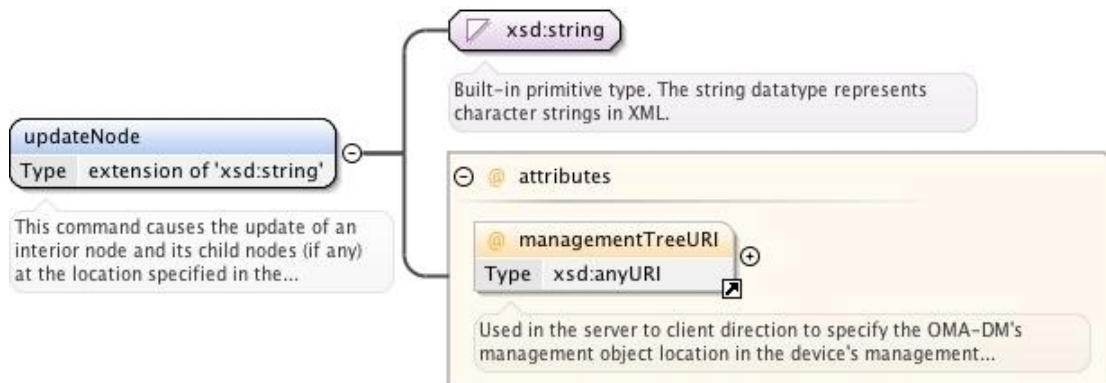 xsd:string
Built-in primitive type. The string datatype represents
character strings in XML.
updateNode
Type extension of 'xsd:string'
This command causes the update of an
interior node and its child nodes (if any)
at the location specified in the...
@ attributes
@ managementTreeURI
Type xsd:anyURI
Used in the server to client direction to specify the OMA-DM's
management object location in the device's management...